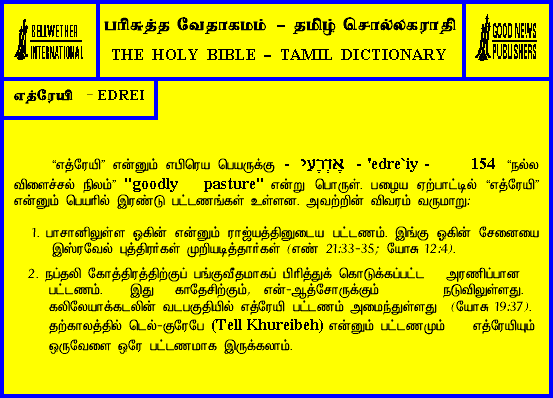 BELLWETHER
INTERNATIONAL
பரிசுத்த வேதாகமம் – தமிழ் சொல்லகராதி
THE HOLY BIBLE – TAMIL DICTIONARY
GOOD NEWS
PUBLISHERS
எத்ரேயி – EDREI
“எத்ரேயி” என்னும் எபிரெய பெயருக்கு - אֶדְרֶעִי - 'edre`iy - 154 “நல்ல
விளைச்சல் நிலம்” "goodly pasture" என்று பொருள். பழைய ஏற்பாட்டில் “எத்ரேயி”
என்னும் பெயரில் இரண்டு பட்டணங்கள் உள்ளன. அவற்றின் விவரம் வருமாறு:
1. பாசானிலுள்ள ஓகின் என்னும் ராஜ்யத்தினுடைய பட்டணம். இங்கு ஓகின் சேனையை
இஸ்ரவேல் புத்திரர்கள் முறியடித்தார்கள் (எண் 21:33-35; யோசு 12:4).
2. நப்தலி கோத்திரத்திற்குப் பங்குவீதமாகப் பிரித்துக் கொடுக்கப்பட்ட அரணிப்பான
பட்டணம். இது காதேசிற்கும், என்-ஆத்சோருக்கும் நடுவிலுள்ளது.
கலிலேயாக்கடலின் வடபகுதியில் எத்ரேயி பட்டணம் அமைந்துள்ளது (யோசு 19:37).
தற்காலத்தில் டெல்-குரேபே (Tell Khureibeh) என்னும் பட்டணமும் எத்ரேயியும்
ஒருவேளை ஒரே பட்டணமாக இருக்கலாம்.